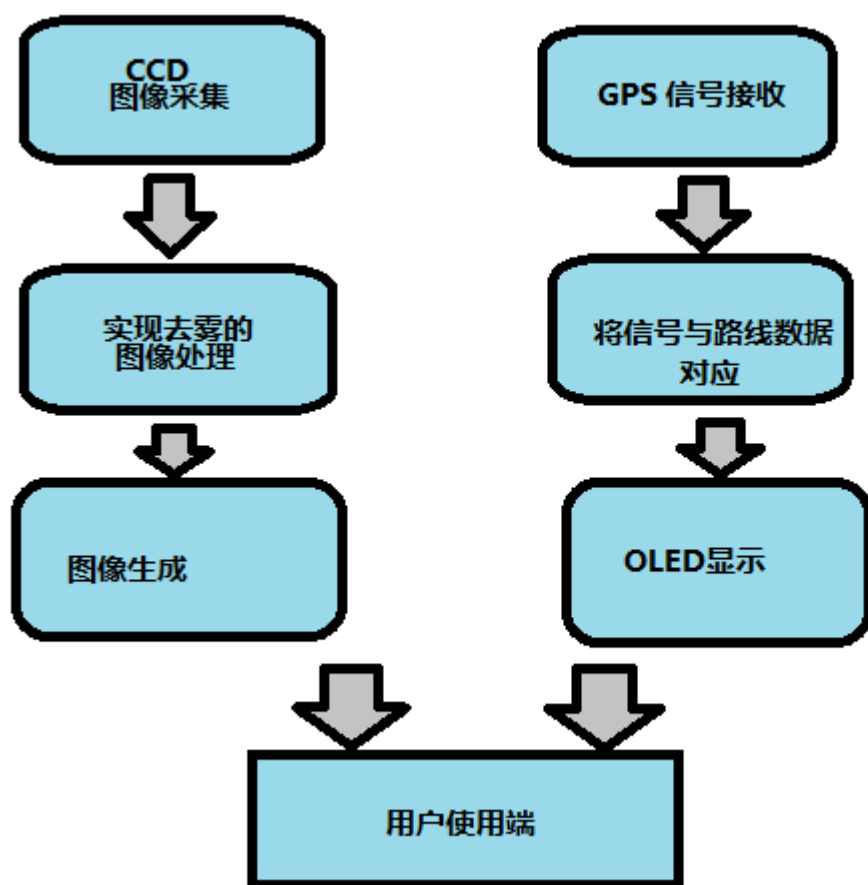 CCD
图像采集
GPS 信号接收
实现去雾的
图像处理
将信号与路线数据
对应
图像生成
OLED显示
用户使用端